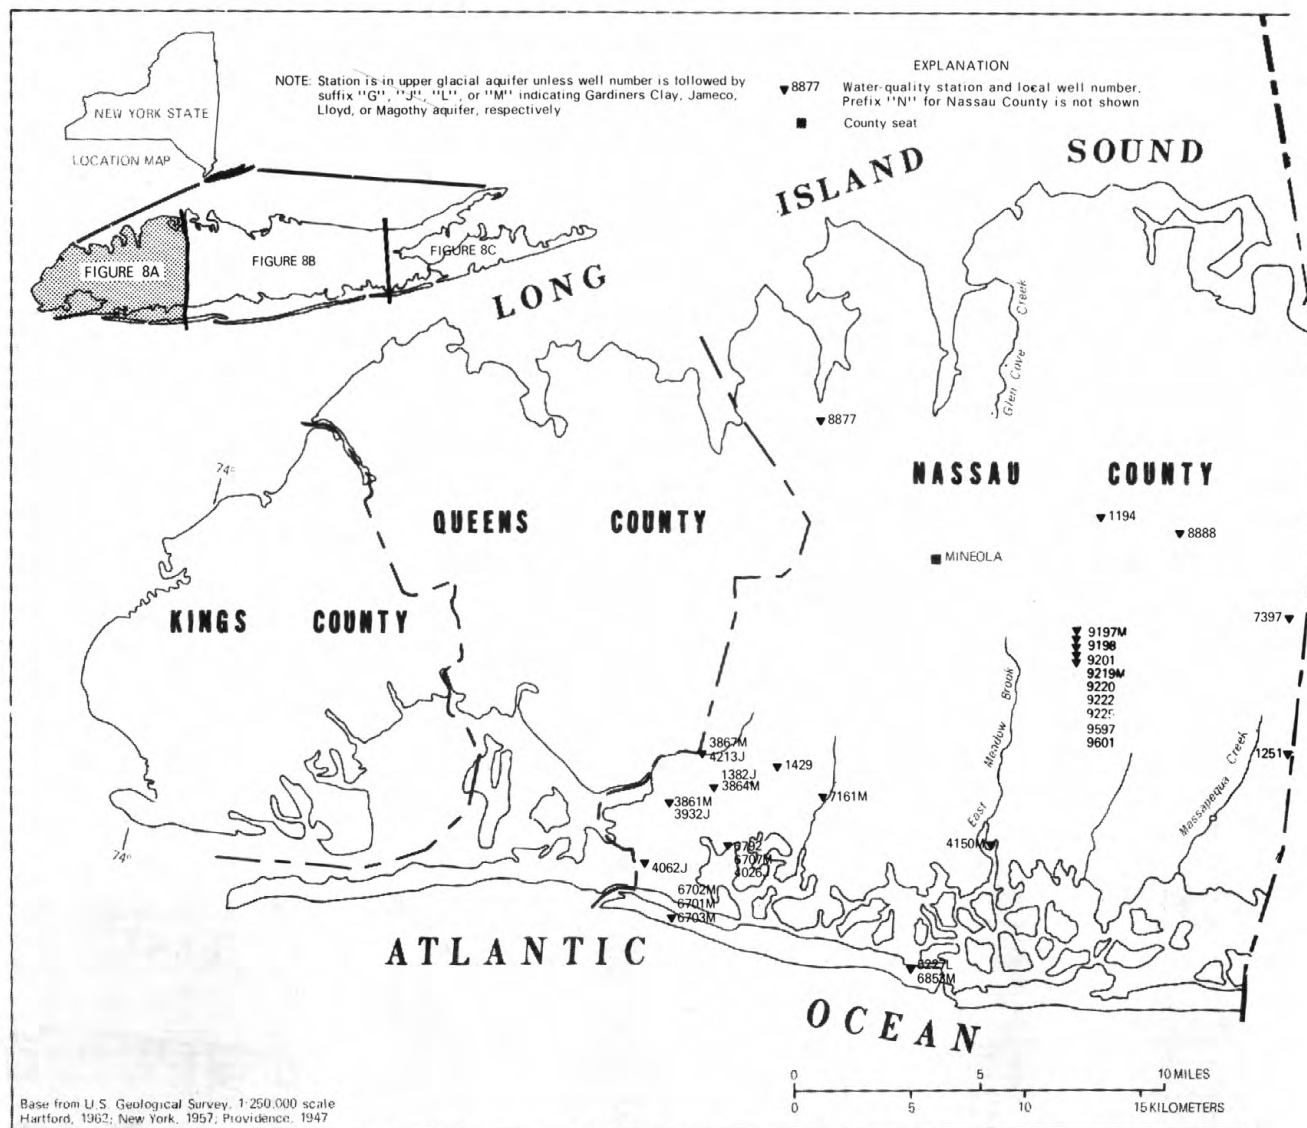 NOTE: Station is in upper glacial aquifer unless well number is followed by
suffix "G", "J", "L", or "M" indicating Gardiners Clay, Jameco,
Lloyd, or Magothy aquifer, respectively
EXPLANATION
8877 Water-quality station and local well number.
Prefix "N" for Nassau County is not shown
County seat
NEW YORK STATE
LOCATION MAP
FIGURE 8A
FIGURE 8B
FIGURE 8C
LONG
ISLAND
SOUND
Glen Cove Creek
8877
74°
NASSAU COUNTY
QUEENS COUNTY
1194
8888
MINEOLA
KINGS COUNTY
7397
9197M
9198
9201
9219M
9220
9222
9225
9597
9601
East Meadow Brook
Massapequa Creek
3867M
4213J
1429
1251
1382J
3864M
3861M
3932J
7161M
4150M
74°
6707M
4026J
4062J
6702M
6701M
6703M
ATLANTIC
6853M
OCEAN
0 5 10 MILES
0 5 10 15 KILOMETERS
Base from U.S. Geological Survey, 1:250,000 scale
Hartford, 1962; New York, 1957; Providence, 1947